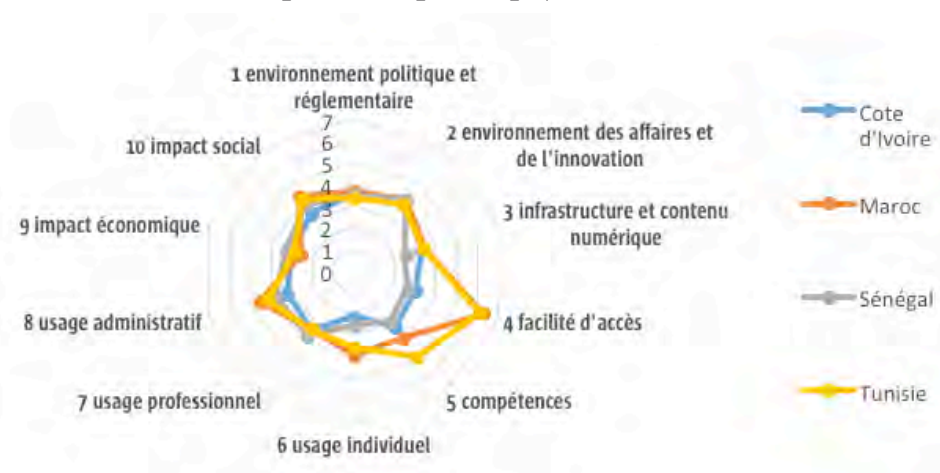 1 environnement politique et
réglementaire
2 environnement des affaires et
de l'innovation
3 infrastructure et contenu
numérique
4 facilité d'accès
5 compétences
6 usage individuel
7 usage professionnel
8 usage administratif
9 impact économique
10 impact social
7
6
5
4
3
2
1
0
Cote
d'Ivoire
Maroc
Sénégal
Tunisie